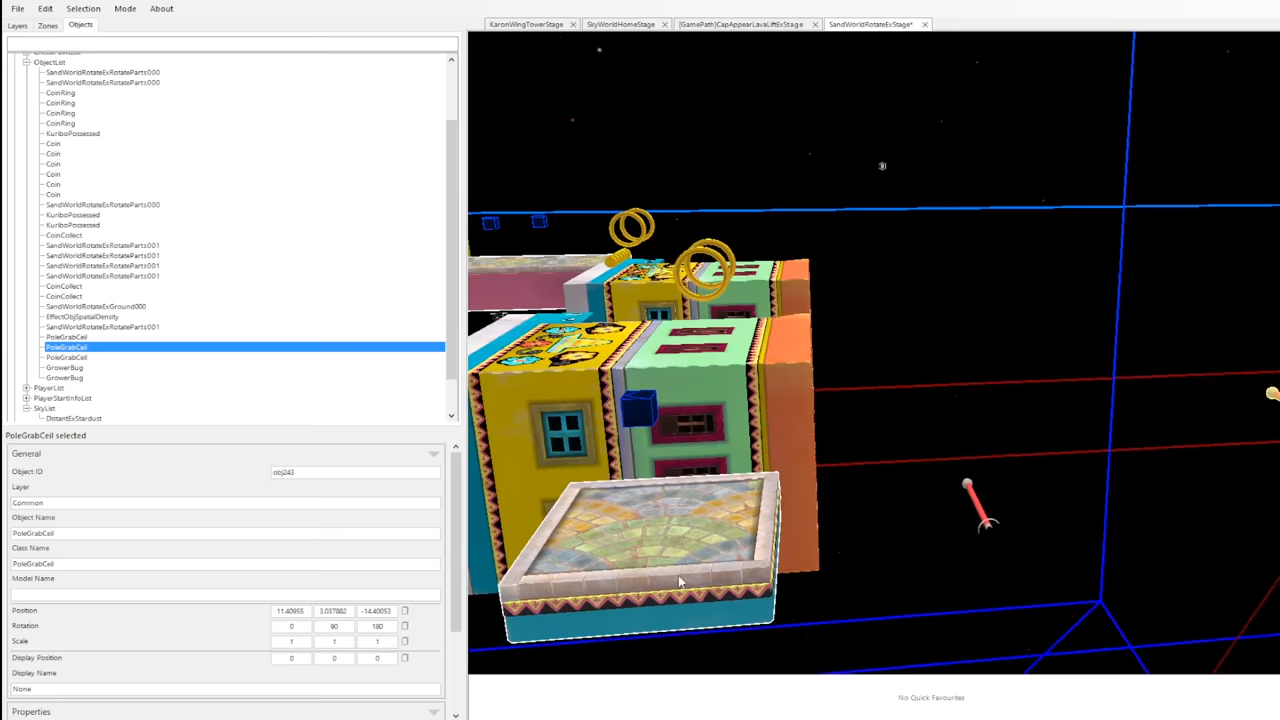 File Edit Selection Mode About
Layers Zones Objects
KaronWingTowerStage SkyWorldHomeStage [GamePath]CapAppearLavaLiftExStage SandWorldRotateExStage*
ObjectList
SandWorldRotateExRotateParts000
SandWorldRotateExRotateParts000
CoinRing
CoinRing
CoinRing
CoinRing
KuriboPossessed
Coin
Coin
Coin
Coin
Coin
Coin
SandWorldRotateExRotateParts000
KuriboPossessed
KuriboPossessed
CoinCollect
SandWorldRotateExRotateParts001
SandWorldRotateExRotateParts001
SandWorldRotateExRotateParts001
SandWorldRotateExRotateParts001
CoinCollect
CoinCollect
SandWorldRotateExGround000
EffectObjSpatialDensity
SandWorldRotateExRotateParts001
PoleGrabCeil
PoleGrabCeil
PoleGrabCeil
GrowerBug
GrowerBug
PlayerList
PlayerStartInfoList
SkyList
DistantExStardust
PoleGrabCeil selected
General
Object ID obj243
Layer
Common
Object Name
PoleGrabCeil
Class Name
PoleGrabCeil
Model Name
Position 11.40955 3.037882 -14.40053
Rotation 0 90 180
Scale 1 1 1
Display Position 0 0 0
Display Name
None
Properties
No Quick Favourites